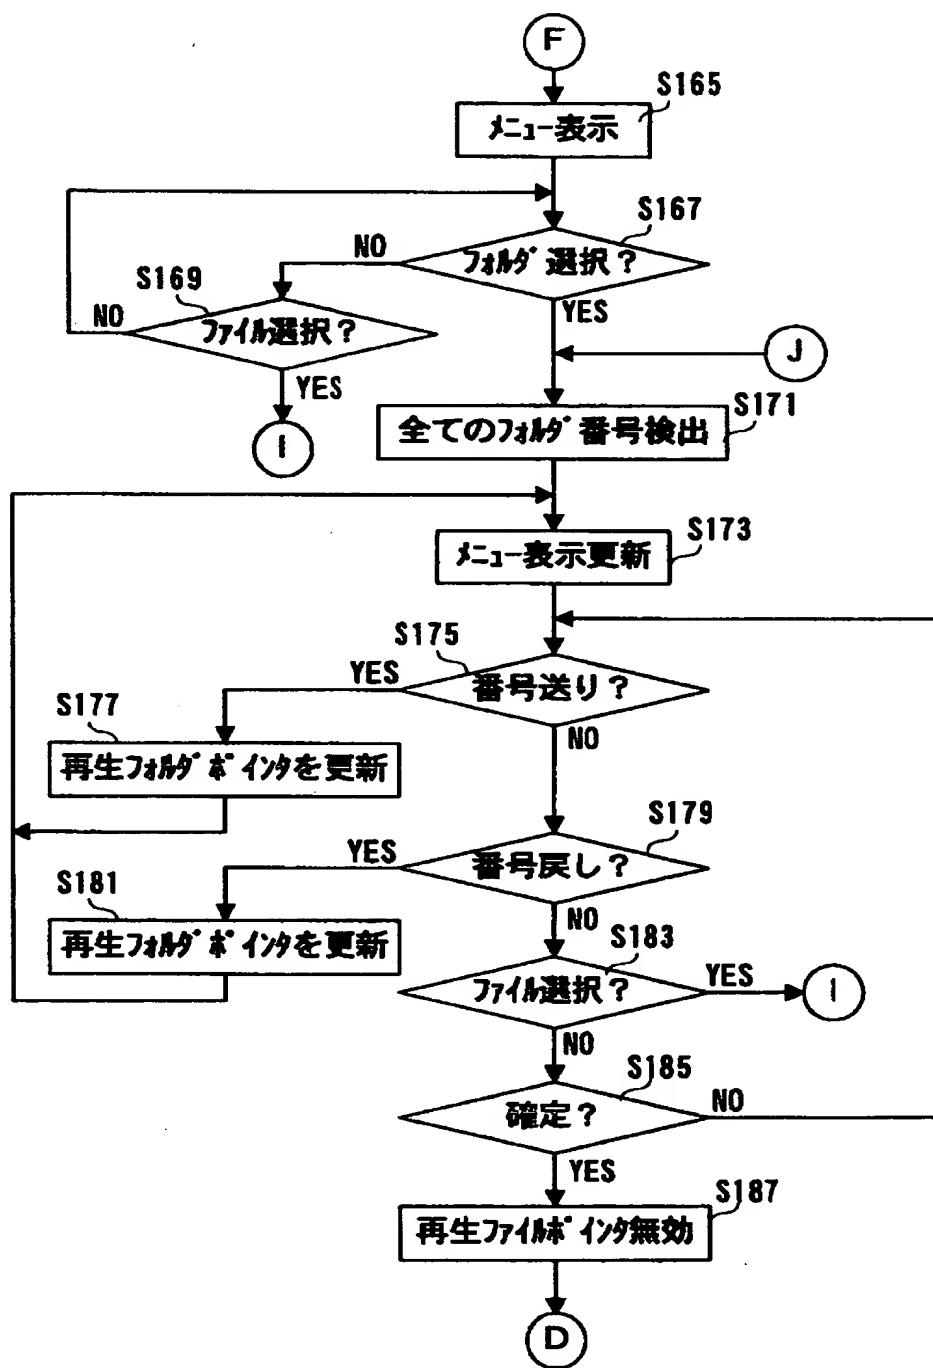 F
S165
メニュー表示
S167
NO
フォルダ選択?
S169
NO
ファイル選択?
YES
YES
J
I
S171
全てのフォルダ番号検出
S173
メニュー表示更新
S175
YES
番号送り?
S177
NO
再生フォルダポインタを更新
S179
YES
番号戻し?
S181
NO
再生フォルダポインタを更新
S183
ファイル選択?
YES
I
NO
S185
確定?
NO
YES
S187
再生ファイルポインタ無効
D